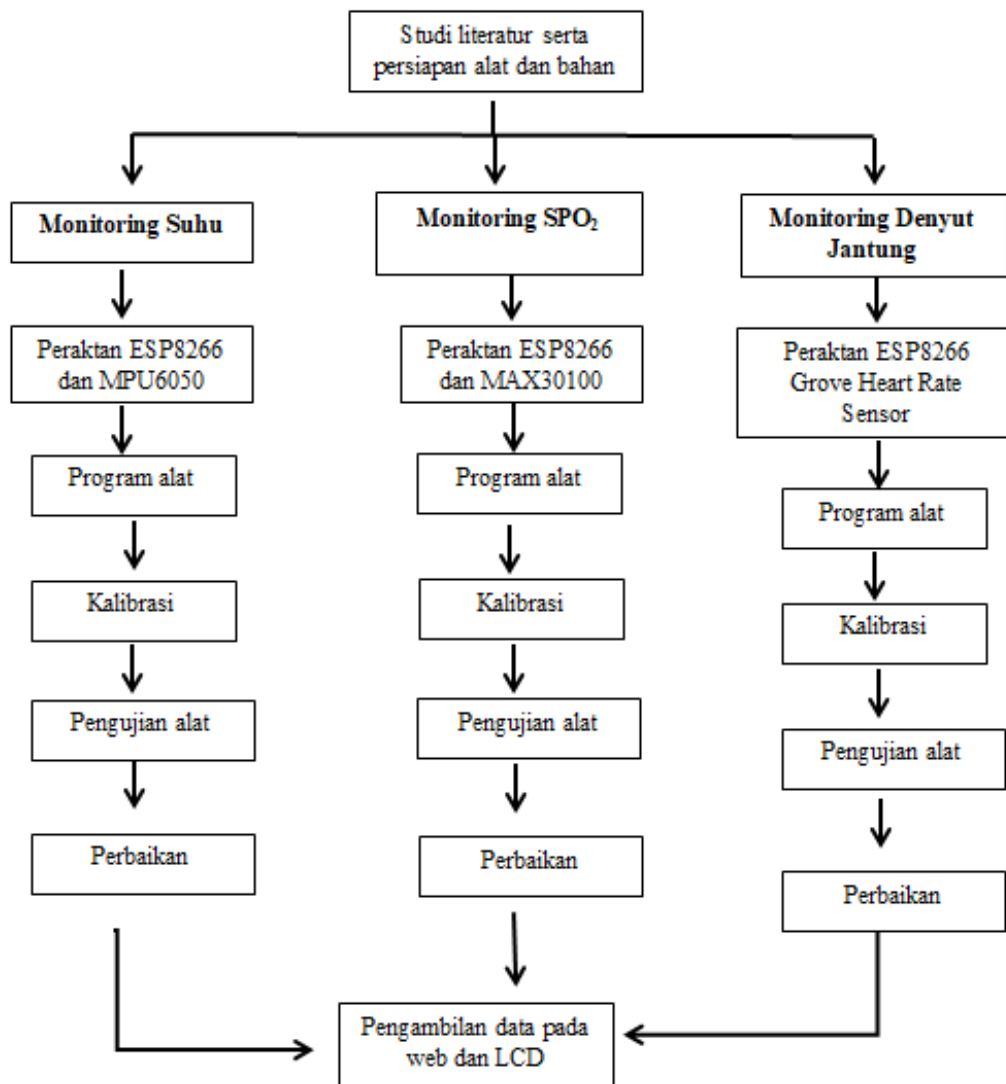 Studi literatur serta
persiapan alat dan bahan
Monitoring Suhu
Monitoring SPO₂
Monitoring Denyut
Jantung
Peraktan ESP8266
dan MPU6050
Peraktan ESP8266
dan MAX30100
Peraktan ESP8266
Grove Heart Rate
Sensor
Program alat
Program alat
Program alat
Kalibrasi
Kalibrasi
Kalibrasi
Pengujian alat
Pengujian alat
Pengujian alat
Perbaikan
Perbaikan
Perbaikan
Pengambilan data pada
web dan LCD